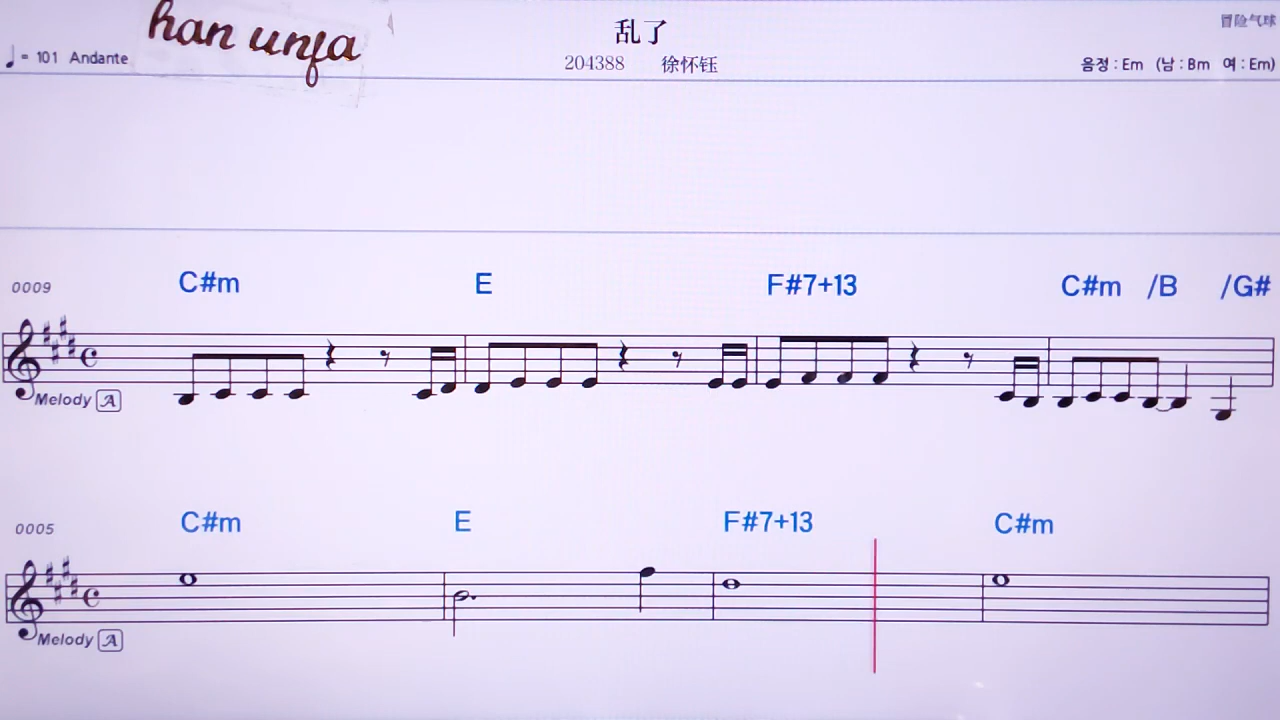 han unfa
乱了
冒险气球
♩= 101 Andante
204388 徐怀钰
음정 : Em (남 : Bm 여 : Em)
0009
C#m E F#7+13 C#m /B /G#
Melody A
0005
C#m E F#7+13 C#m
Melody A